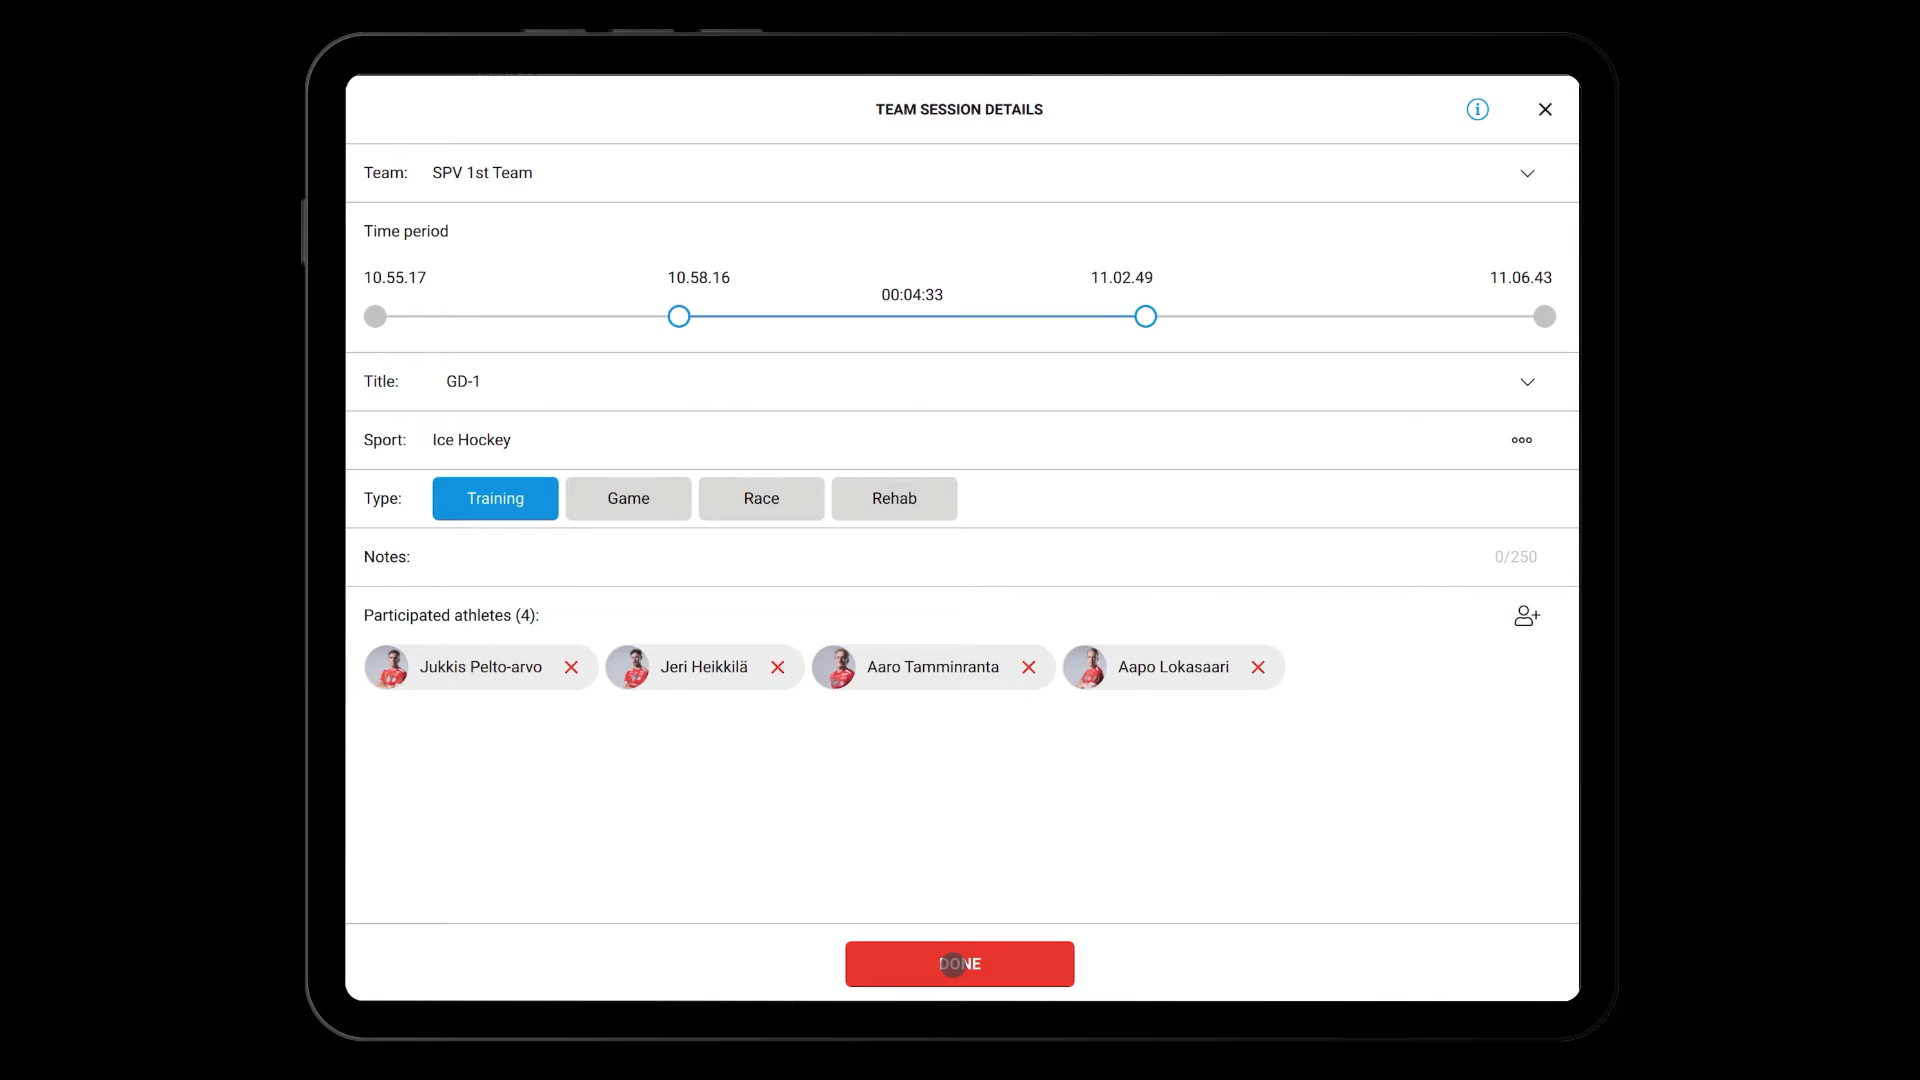 TEAM SESSION DETAILS
Team: SPV 1st Team
Time period
10.55.17 10.58.16 11.02.49 11.06.43
00:04:33
Title: GD-1
Sport: Ice Hockey
Type: Training Game Race Rehab
Notes: 0/250
Participated athletes (4):
Jukkis Pelto-arvo Jeri Heikkilä Aaro Tamminranta Aapo Lokasaari
DONE